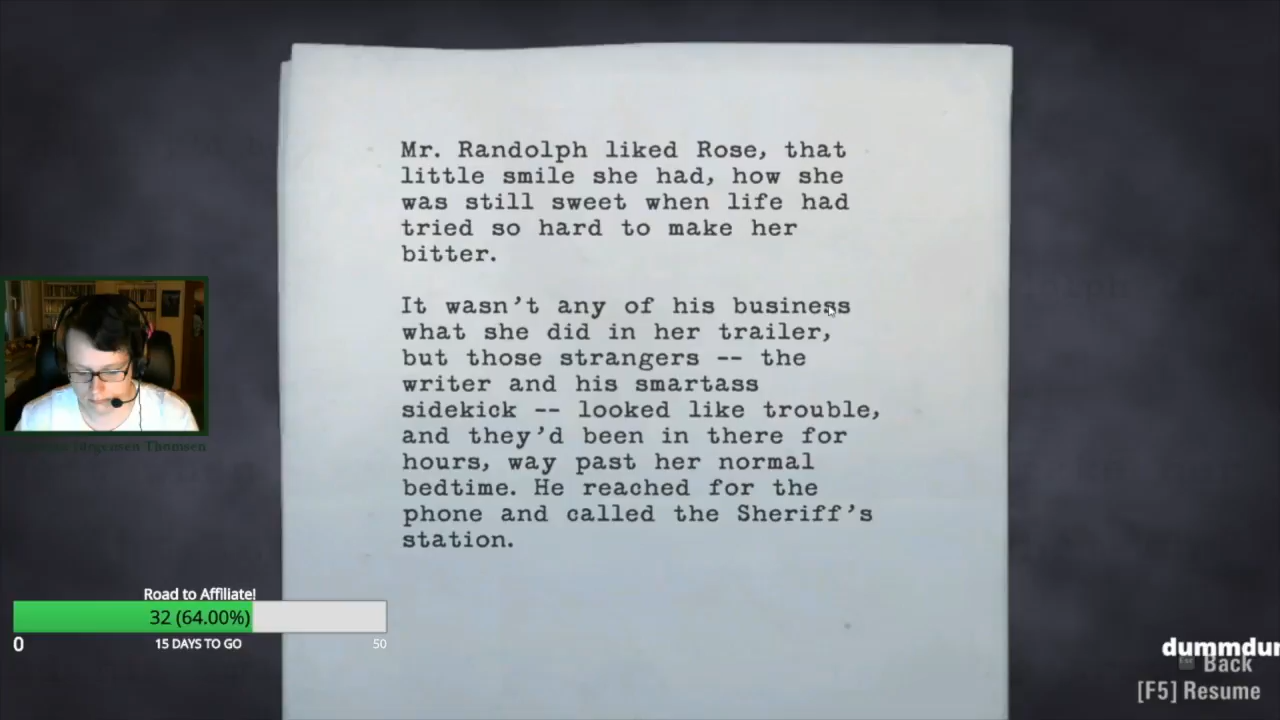 Mr. Randolph liked Rose, that
little smile she had, how she
was still sweet when life had
tried so hard to make her
bitter.
It wasn't any of his business
what she did in her trailer,
but those strangers -- the
writer and his smartass
sidekick -- looked like trouble,
and they'd been in there for
hours, way past her normal
bedtime. He reached for the
phone and called the Sheriff's
station.
Jørgensen Thomsen
Road to Affiliate!
32 (64.00%)
0
15 DAYS TO GO
50
dummdum
Esc Back
[F5] Resume